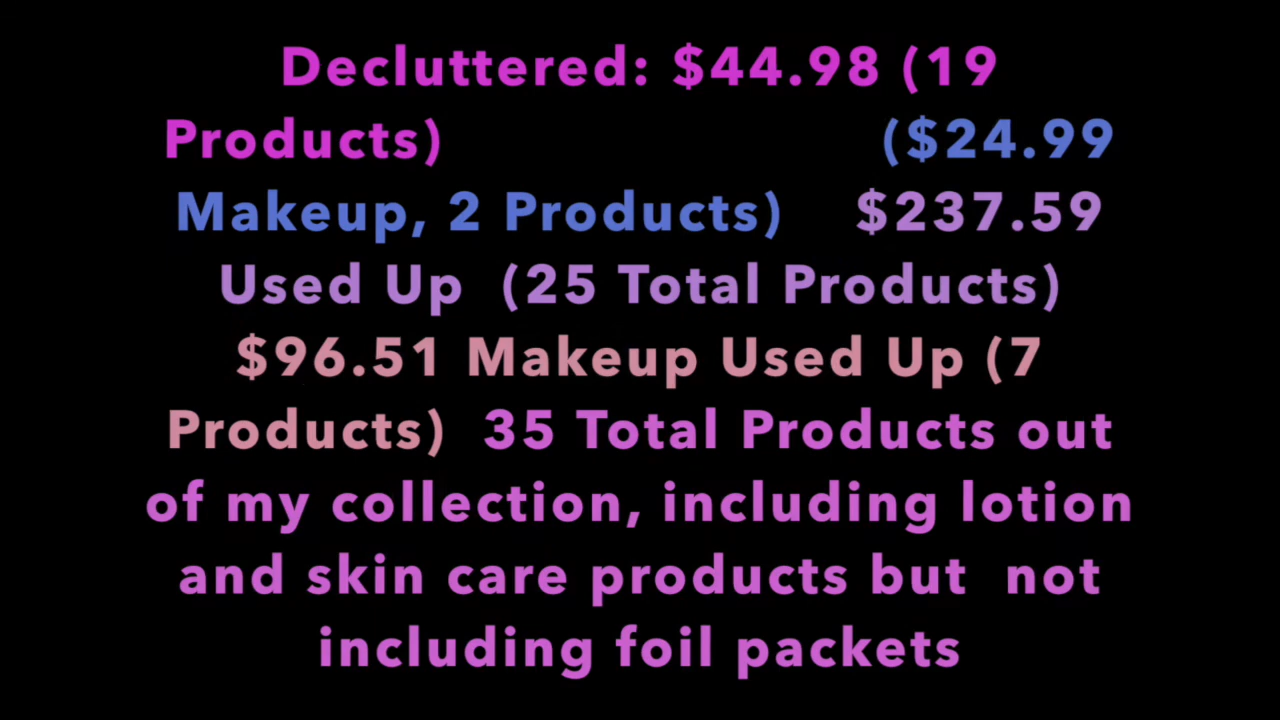 Decluttered: $44.98 (19
Products) ($24.99
Makeup, 2 Products) $237.59
Used Up (25 Total Products)
$96.51 Makeup Used Up (7
Products) 35 Total Products out
of my collection, including lotion
and skin care products but not
including foil packets